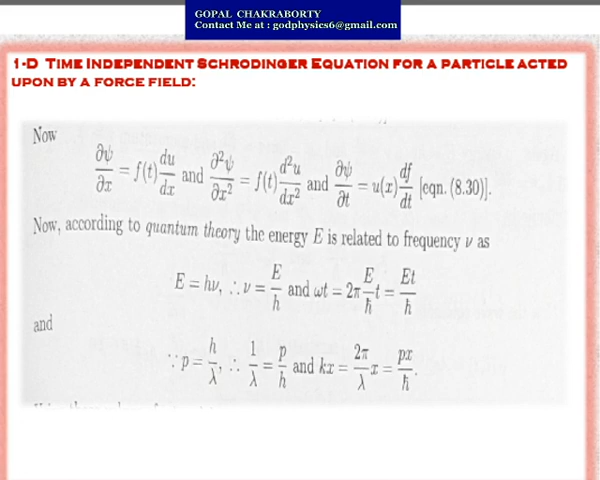 GOPAL CHAKRABORTY
Contact Me at : godphysics6@gmail.com
1-D Time Independent Schrodinger Equation for a particle acted
upon by a force field:
Now
∂ψ/∂x = f(t) du/dx and ∂²ψ/∂x² = f(t) d²u/dx² and ∂ψ/∂t = u(x) df/dt [eqn. (8.30)].
Now, according to quantum theory the energy E is related to frequency ν as
E = hν, ∴ ν = E/h and ωt = 2π E/ħ t = Et/ħ
and
∵ p = h/λ, ∴ 1/λ = p/h and kx = 2π/λ x = px/ħ.